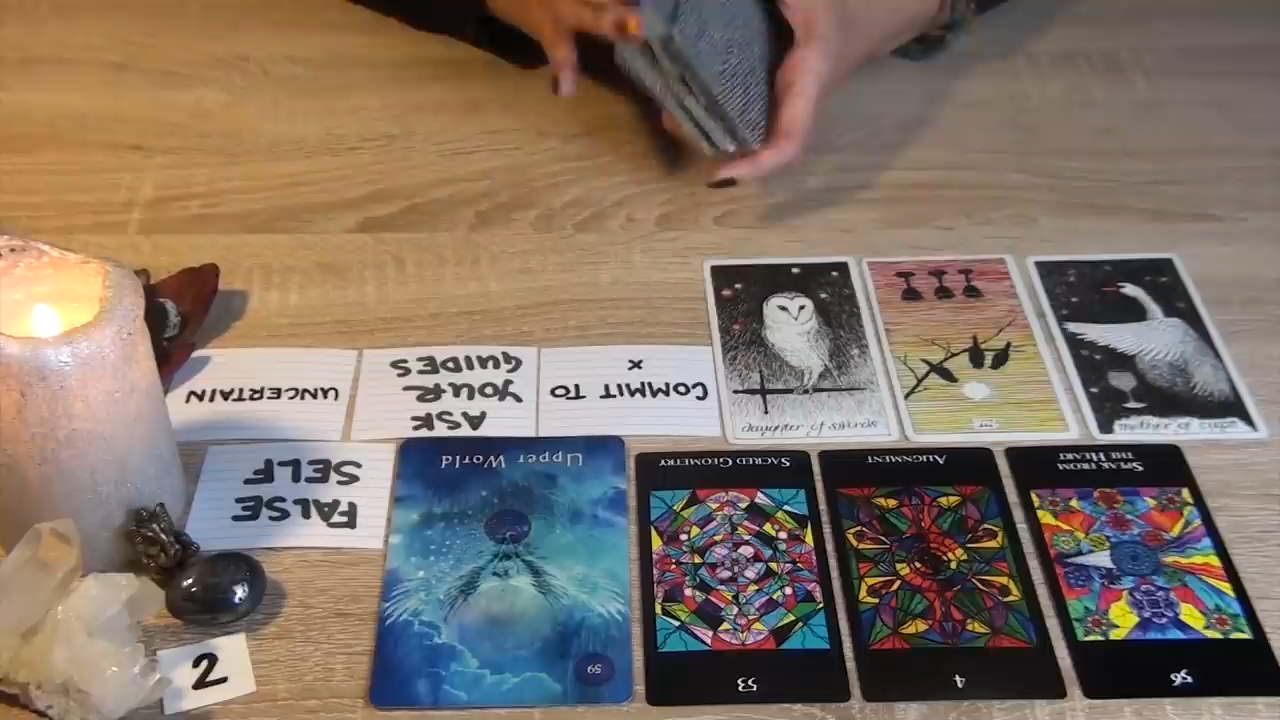 UNCERTAIN
ASK
YOUR
GUIDES
COMMIT TO
X
daughter of swords
III
mother of cups
FALSE
SELF
Upper World
59
SACRED GEOMETRY
53
ALIGNMENT
4
SPEAK FROM
THE HEART
56
2